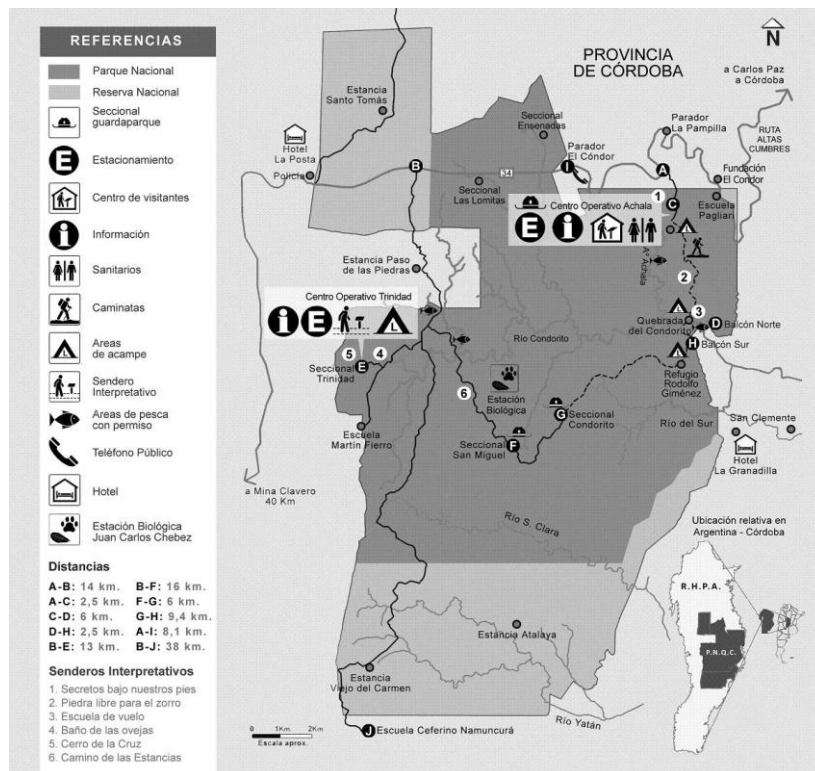 REFERENCIAS
Parque Nacional
Reserva Nacional
Seccional
guardaparque
E
Estacionamiento
Centro de visitantes
i
Información
Sanitarios
Caminatas
L
Areas
de acampe
Sendero
Interpretativo
Areas de pesca
con permiso
Teléfono Público
Hotel
Estación Biológica
Juan Carlos Chebez
Distancias
A-B: 14 km. B-F: 16 km.
A-C: 2,5 km. F-G: 6 km.
C-D: 6 km. G-H: 9,4 km.
D-H: 2,5 km. A-I: 8,1 km.
B-E: 13 km. B-J: 38 km.
Senderos Interpretativos
1. Secretos bajo nuestros pies
2. Piedra libre para el zorro
3. Escuela de vuelo
4. Baño de las ovejas
5. Cerro de la Cruz
6. Camino de las Estancias
PROVINCIA
DE CÓRDOBA
N
a Carlos Paz
a Córdoba
Estancia
Santo Tomás
Seccional
Ensenadas
Parador
La Pampilla
RUTA
ALTAS
CUMBRES
Hotel
La Posta
Policía
B
34
I
Parador
El Cóndor
A
Fundación
El Condor
Seccional
Las Lomitas
1
C
Escuela
Pagliari
Centro Operativo Achala
E i
L
Aº Achala
2
Estancia Paso
de las Piedras
Centro Operativo Trinidad
i E L
L
3
Quebrada
del Condorito
D
Balcón Norte
H
Balcón Sur
L
Río Condorito
5 4
E
Seccional
Trinidad
6
Estación
Biológica
Refugio
Rodolfo
Giménez
G
Seccional
Condorito
Escuela
Martín Fierro
Seccional
San Miguel
F
Río del Sur
San Clemente
Hotel
La Granadilla
a Mina Clavero
40 Km
Río S. Clara
Ubicación relativa en
Argentina - Córdoba
R.H.P.A.
P.N.Q.C.
Estancia Atalaya
Estancia
Viejo del Carmen
Río Yatán
J
Escuela Ceferino Namuncurá
0 1Km. 2Km
Escala aprox.